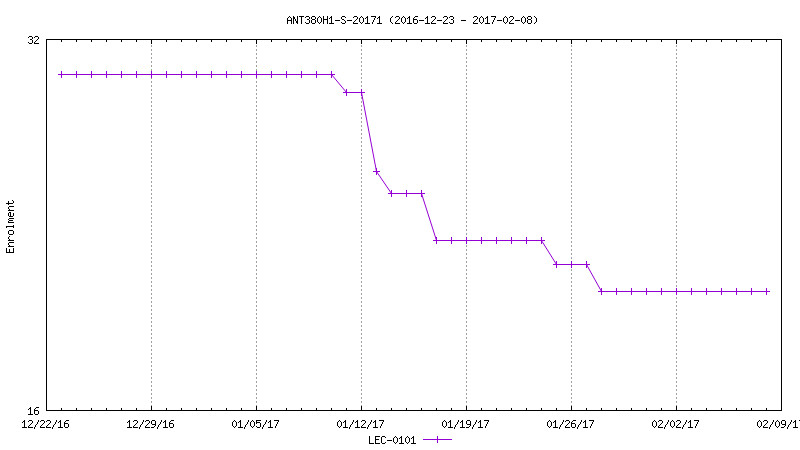 ANT380H1-S-20171 (2016-12-23 - 2017-02-08)
32
Enrolment
16
12/22/16 12/29/16 01/05/17 01/12/17 01/19/17 01/26/17 02/02/17 02/09/1
LEC-0101